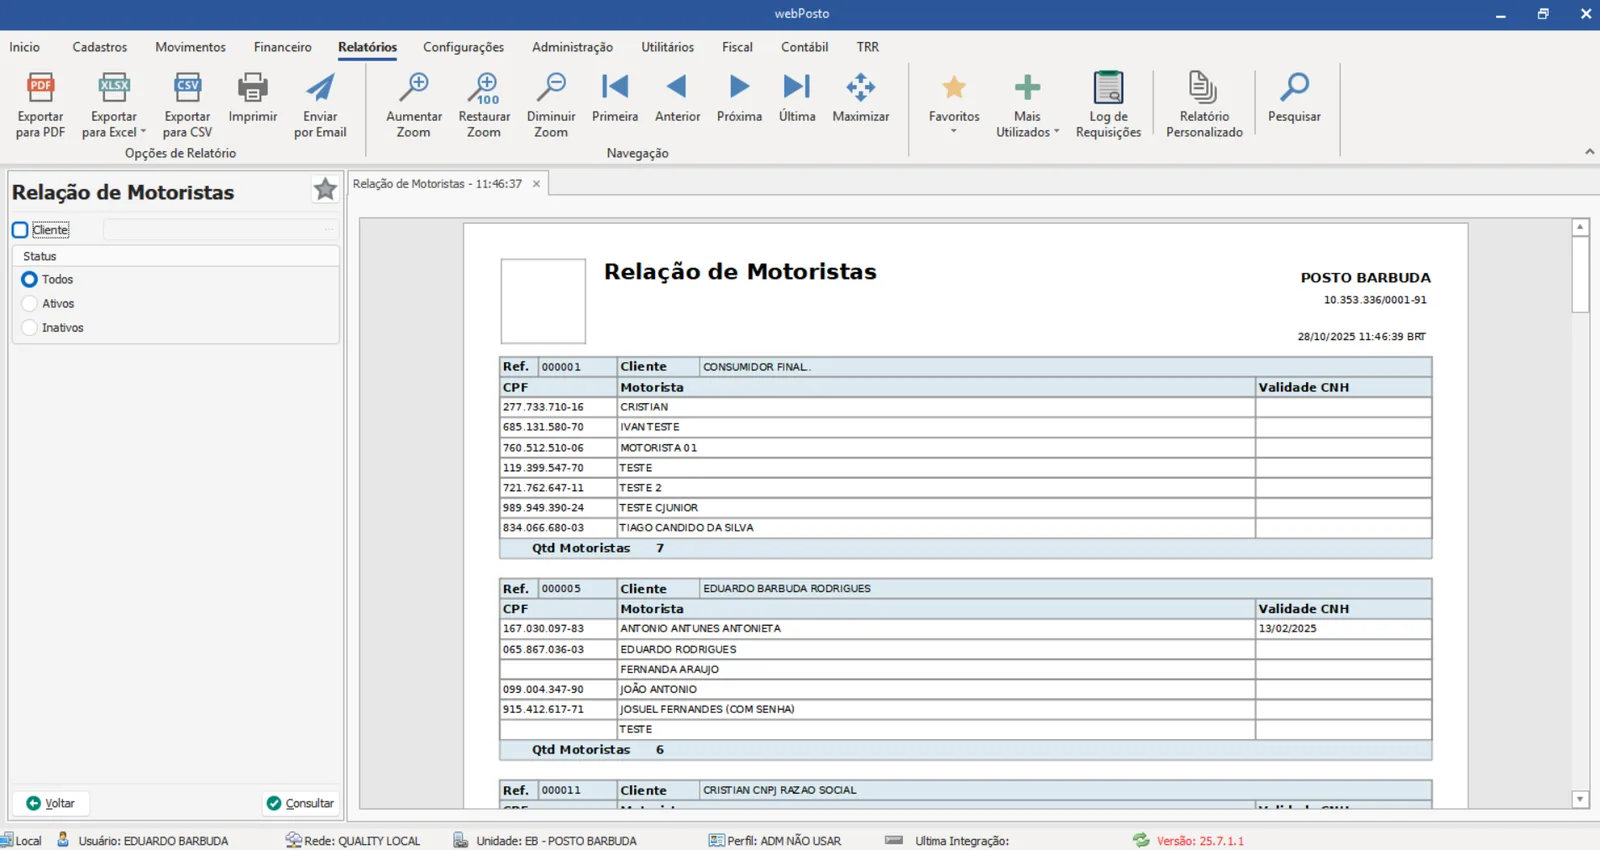 webPosto
Inicio Cadastros Movimentos Financeiro Relatórios Configurações Administração Utilitários Fiscal Contábil TRR
PDF XLSX CSV 100
Exportar para PDF
Exportar para Excel
Exportar para CSV
Imprimir
Enviar por Email
Aumentar Zoom
Restaurar Zoom
Diminuir Zoom
Primeira
Anterior
Próxima
Última
Maximizar
Favoritos
Mais Utilizados
Log de Requisições
Relatório Personalizado
Pesquisar
Opções de Relatório
Navegação
Relação de Motoristas
Cliente ...
Status
Todos
Ativos
Inativos
Voltar
Consultar
Relação de Motoristas - 11:46:37
Relação de Motoristas
POSTO BARBUDA
10.353.336/0001-91
28/10/2025 11:46:39 BRT
Ref. 000001 Cliente CONSUMIDOR FINAL..
CPF Motorista Validade CNH
277.733.710-16 CRISTIAN
685.131.580-70 IVAN TESTE
760.512.510-06 MOTORISTA 01
119.399.547-70 TESTE
721.762.647-11 TESTE 2
989.949.390-24 TESTE CJUNIOR
834.066.680-03 TIAGO CANDIDO DA SILVA
Qtd Motoristas 7
Ref. 000005 Cliente EDUARDO BARBUDA RODRIGUES
CPF Motorista Validade CNH
167.030.097-83 ANTONIO ANTUNES ANTONIETA 13/02/2025
065.867.036-03 EDUARDO RODRIGUES
FERNANDA ARAUJO
099.004.347-90 JOÃO ANTONIO
915.412.617-71 JOSUEL FERNANDES (COM SENHA)
TESTE
Qtd Motoristas 6
Ref. 000011 Cliente CRISTIAN CNPJ RAZAO SOCIAL
Local Usuário: EDUARDO BARBUDA Rede: QUALITY LOCAL Unidade: EB - POSTO BARBUDA Perfil: ADM NÃO USAR Ultima Integração: Versão: 25.7.1.1